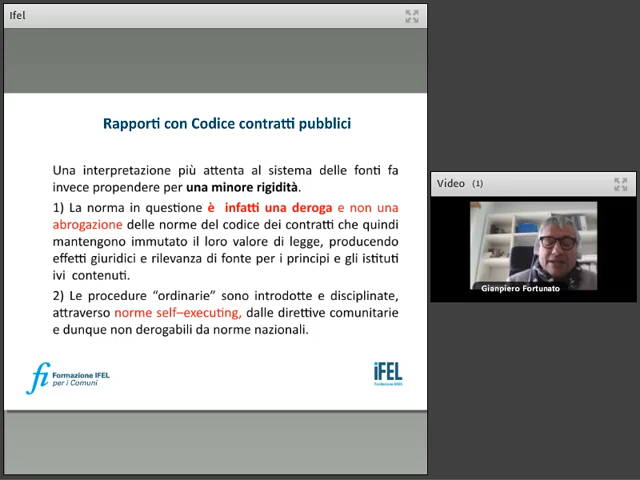 Ifel
Rapporti con Codice contratti pubblici
Una interpretazione più attenta al sistema delle fonti fa
invece propendere per una minore rigidità.
1) La norma in questione è infatti una deroga e non una
abrogazione delle norme del codice dei contratti che quindi
mantengono immutato il loro valore di legge, producendo
effetti giuridici e rilevanza di fonte per i principi e gli istituti
ivi contenuti.
2) Le procedure “ordinarie” sono introdotte e disciplinate,
attraverso norme self–executing, dalle direttive comunitarie
e dunque non derogabili da norme nazionali.
fi Formazione IFEL
per i Comuni
iFEL
Video (1)
Gianpiero Fortunato